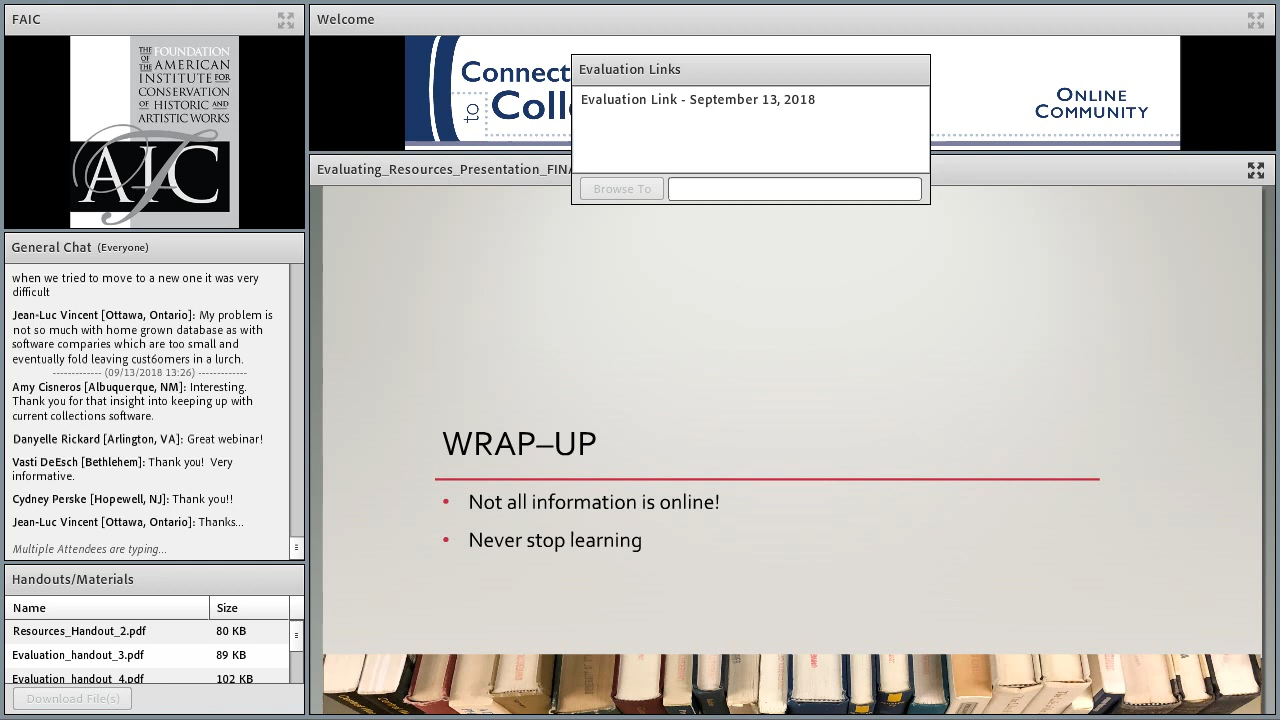 FAIC
THE FOUNDATION
OF THE AMERICAN
INSTITUTE FOR
CONSERVATION
OF HISTORIC AND
ARTISTIC WORKS
AIC
General Chat (Everyone)
when we tried to move to a new one it was very
difficult
Jean-Luc Vincent [Ottawa, Ontario]: My problem is
not so much with home grown database as with
software comparies which are too small and
eventually fold leaving cust6omers in a lurch.
------------- (09/13/2018 13:26) -------------
Amy Cisneros [Albuquerque, NM]: Interesting.
Thank you for that insight into keeping up with
current collections software.
Danyelle Rickard [Arlington, VA]: Great webinar!
Vasti DeEsch [Bethlehem]: Thank you!  Very
informative.
Cydney Perske [Hopewell, NJ]: Thank you!!
Jean-Luc Vincent [Ottawa, Ontario]: Thanks...
Multiple Attendees are typing...
Handouts/Materials
Name Size
Resources_Handout_2.pdf 80 KB
Evaluation_handout_3.pdf 89 KB
Evaluation_handout_4.pdf 102 KB
Download File(s)
Welcome
Connect
to Coll
ONLINE
COMMUNITY
Evaluation Links
Evaluation Link - September 13, 2018
Browse To
Evaluating_Resources_Presentation_FINA
WRAP–UP
• Not all information is online!
• Never stop learning